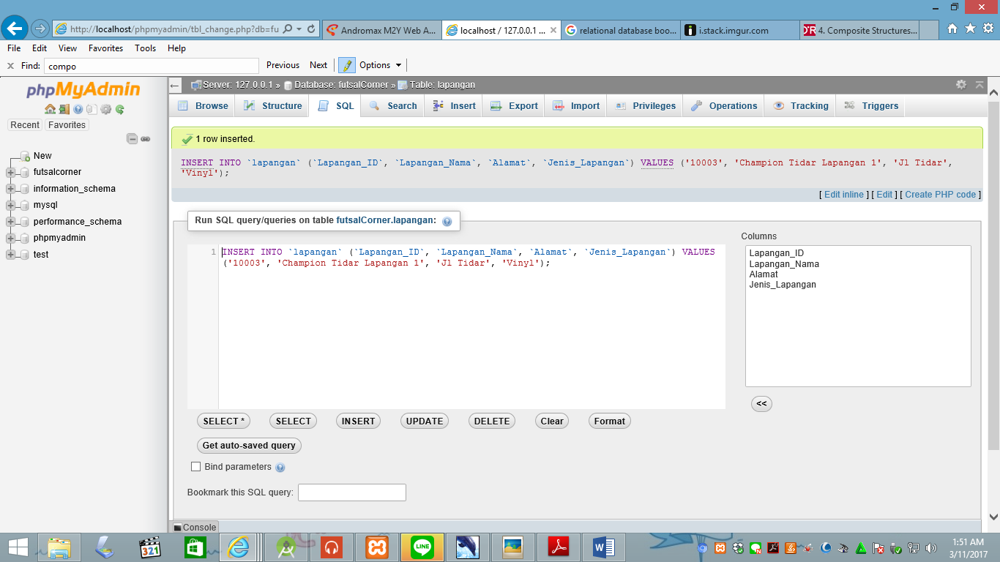 http://localhost/phpmyadmin/tbl_change.php?db=fu
Andromax M2Y Web A...
localhost / 127.0.0.1 ...
relational database boo...
i.stack.imgur.com
4. Composite Structures...
File Edit View Favorites Tools Help
Find: compo Previous Next Options
phpMyAdmin
Recent Favorites
New
futsalcorner
information_schema
mysql
performance_schema
phpmyadmin
test
Server: 127.0.0.1 » Database: futsalCorner » Table: lapangan
Browse Structure SQL Search Insert Export Import Privileges Operations Tracking Triggers
1 row inserted.
INSERT INTO `lapangan` (`Lapangan_ID`, `Lapangan_Nama`, `Alamat`, `Jenis_Lapangan`) VALUES ('10003', 'Champion Tidar Lapangan 1', 'Jl Tidar',
'Vinyl');
[ Edit inline ] [ Edit ] [ Create PHP code ]
Run SQL query/queries on table futsalCorner.lapangan:
1 INSERT INTO `lapangan` (`Lapangan_ID`, `Lapangan_Nama`, `Alamat`, `Jenis_Lapangan`) VALUES
('10003', 'Champion Tidar Lapangan 1', 'Jl Tidar', 'Vinyl');
Columns
Lapangan_ID
Lapangan_Nama
Alamat
Jenis_Lapangan
<<
SELECT * SELECT INSERT UPDATE DELETE Clear Format
Get auto-saved query
Bind parameters
Bookmark this SQL query:
Console
321
LINE
1:51 AM
3/11/2017